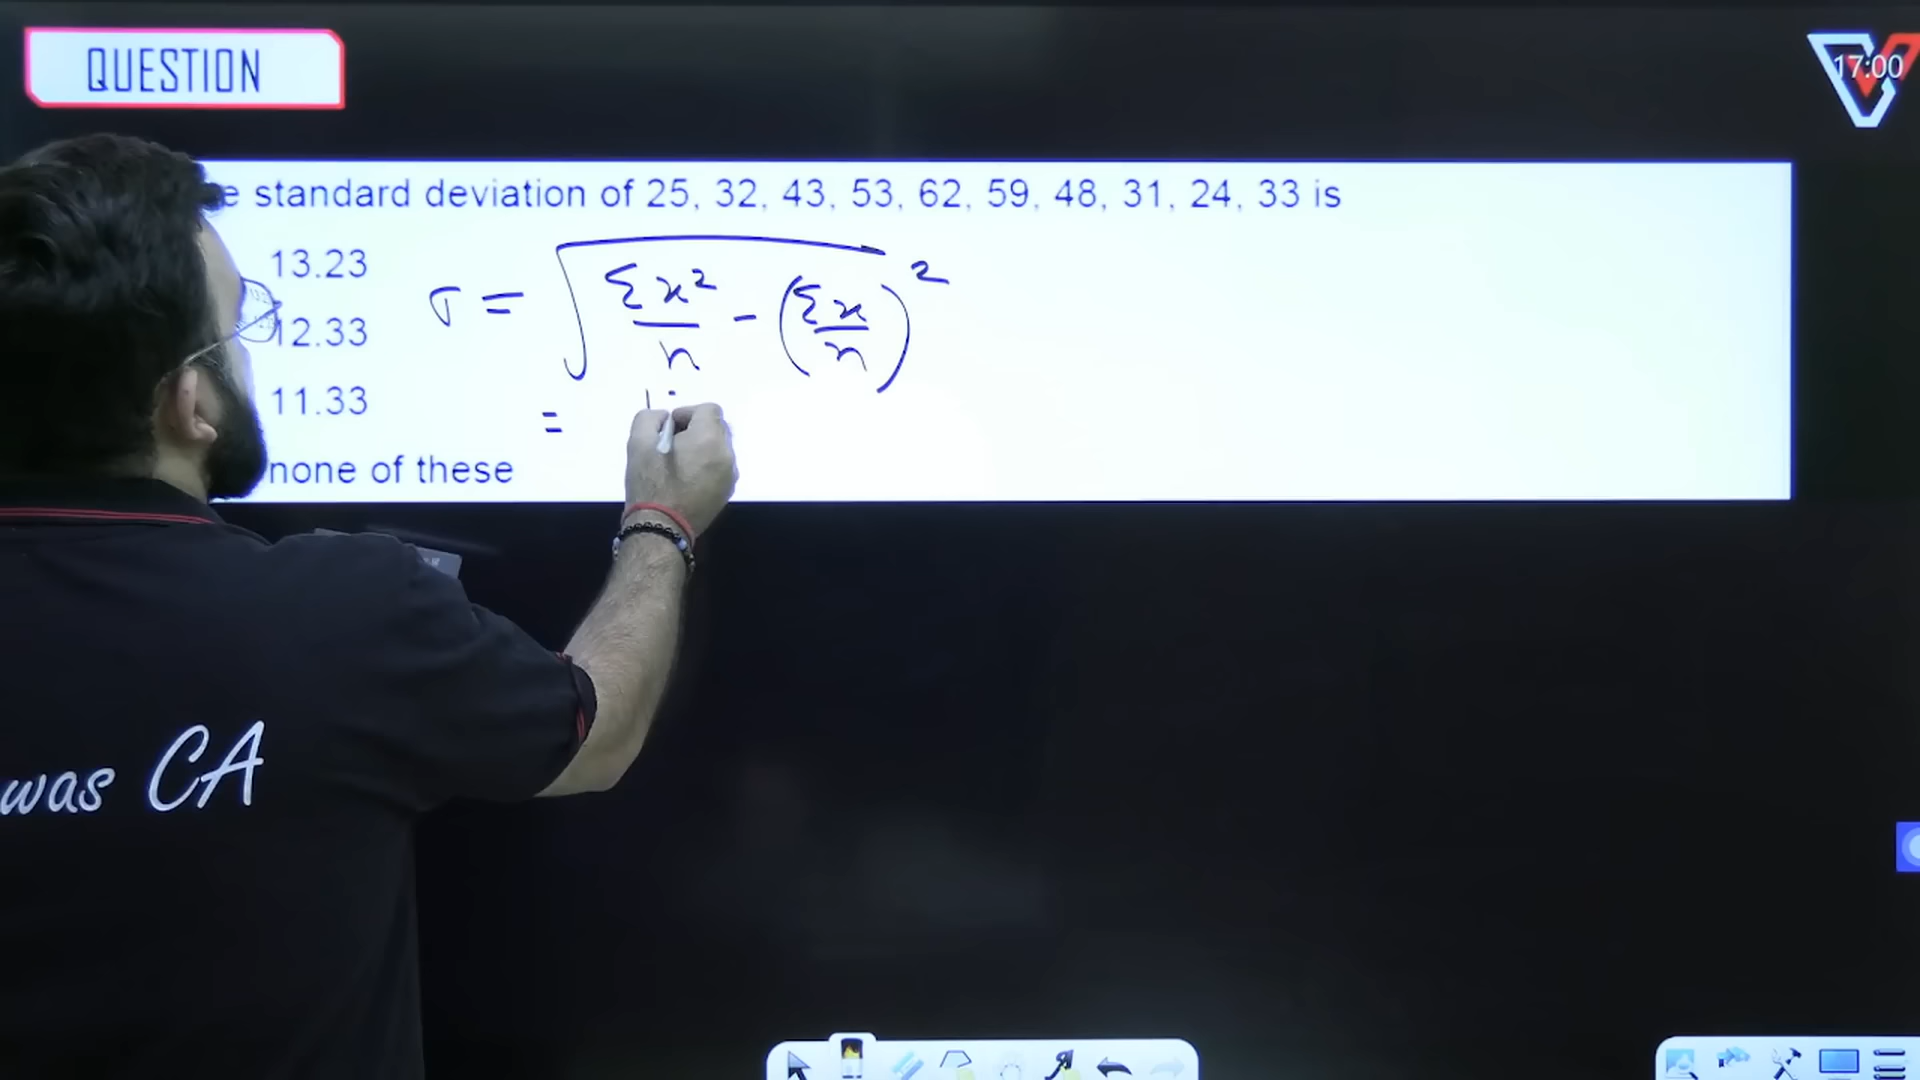 QUESTION
17:00
e standard deviation of 25, 32, 43, 53, 62, 59, 48, 31, 24, 33 is
13.23
12.33
11.33
none of these
σ = √(Σx²/n - (Σx/n)²)
=
was CA